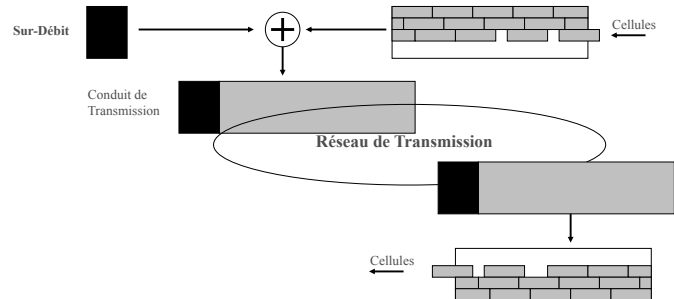 Sur-Débit
Cellules
Conduit de
Transmission
Réseau de Transmission
Cellules